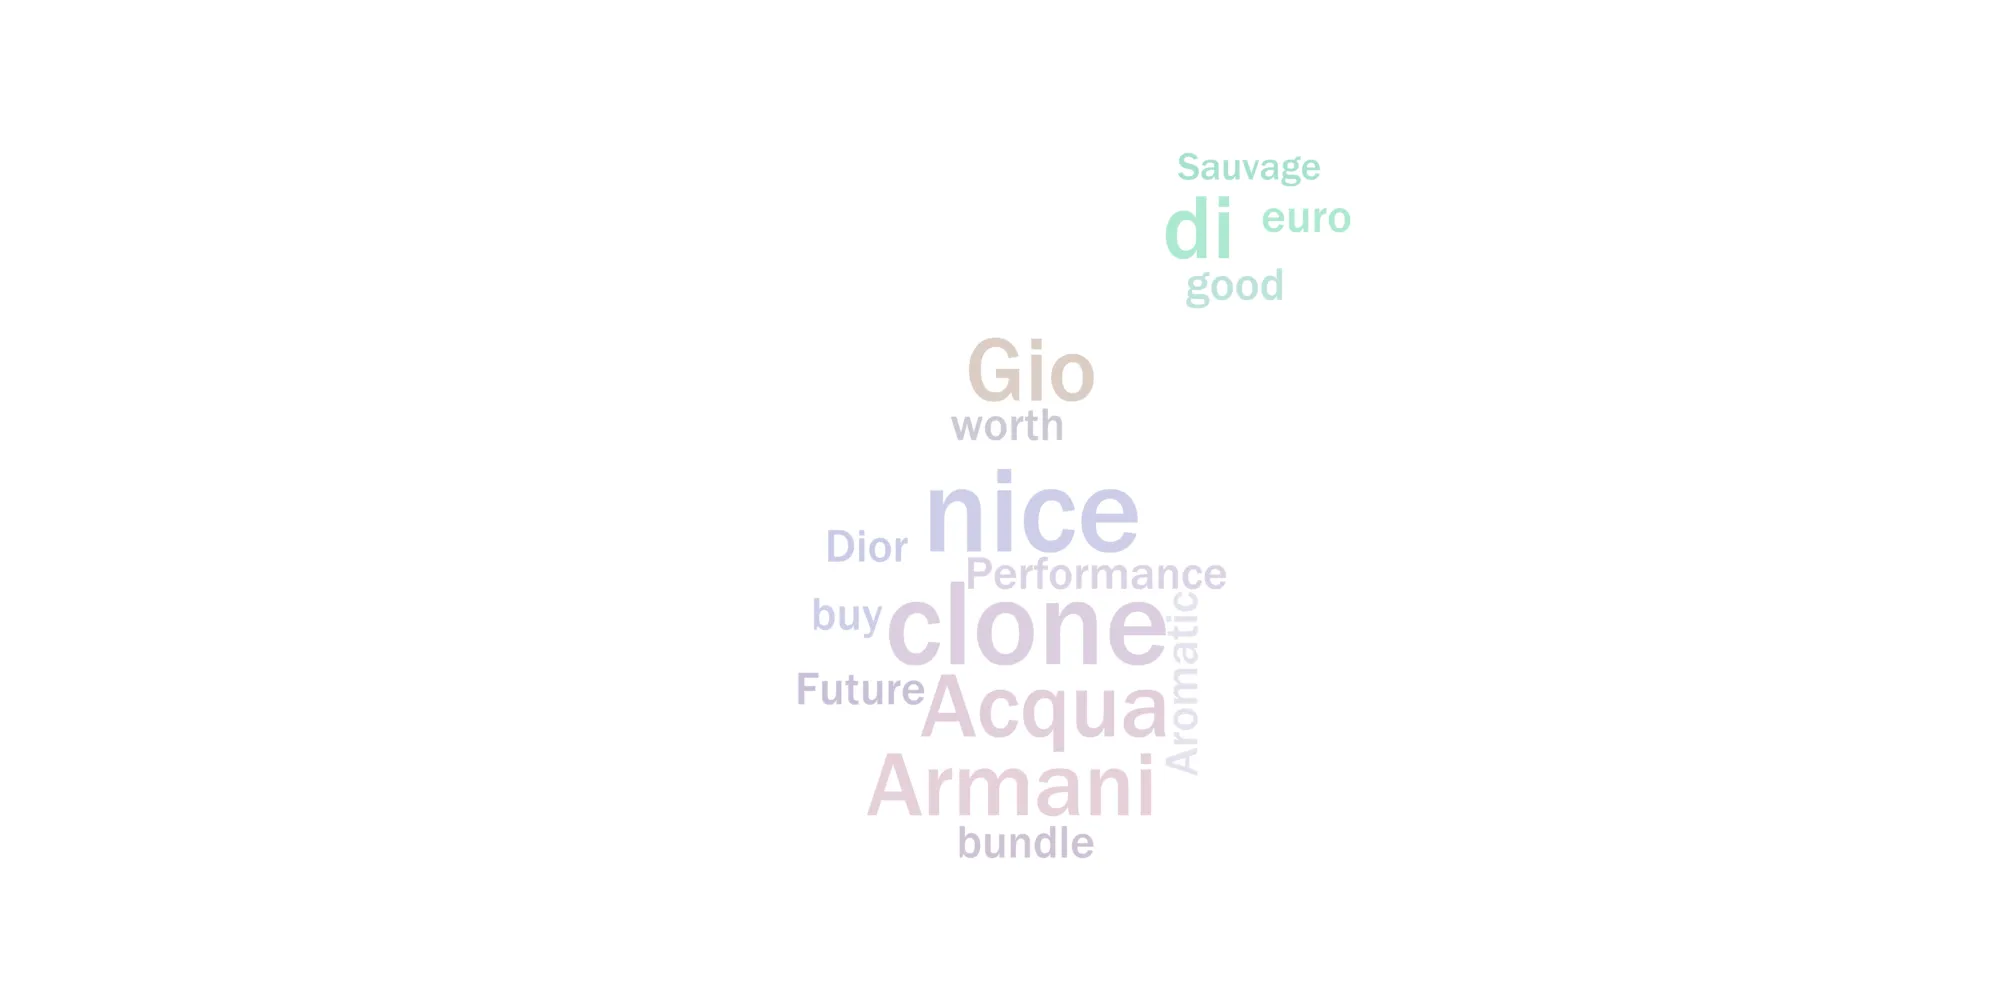 Sauvage
di euro
good
Gio
worth
nice
Dior
Performance
buy clone
Aromatic
Future Acqua
Armani
bundle